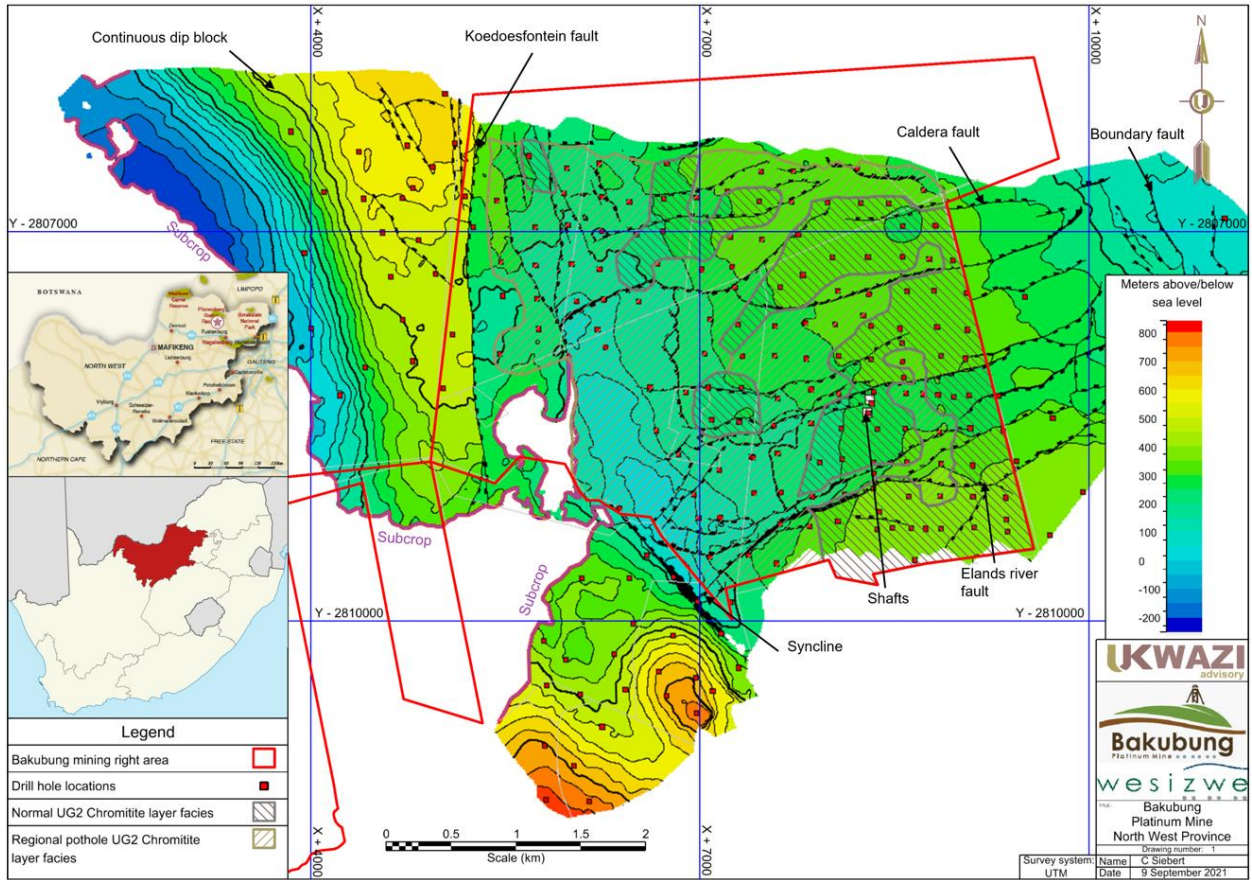 X + 4000
X + 7000
X + 10000
N
Continuous dip block
Koedoesfontein fault
Caldera fault
Boundary fault
Y - 2807000
Y - 2807000
Subcrop
Meters above/below
sea level
800
700
600
500
400
300
200
100
0
-100
-200
BOTSWANA
LIMPOPO
MAFIKENG
NORTH WEST
GAUTENG
Vryburg
Klerksdorp
FREE STATE
NORTHERN CAPE
Subcrop
Subcrop
Elands river
fault
Shafts
Y - 2810000
Y - 2810000
Syncline
UKWAZI
advisory
Bakubung
Platinum Mine
wesizwe
Legend
Bakubung mining right area
Drill hole locations
Normal UG2 Chromitite layer facies
Regional pothole UG2 Chromitite
layer facies
X + 4000
X + 7000
0 0.5 1 1.5 2
Scale (km)
TITLE:
Bakubung
Platinum Mine
North West Province
Drawing number: 1
Survey system:
UTM
Name C Siebert
Date 9 September 2021